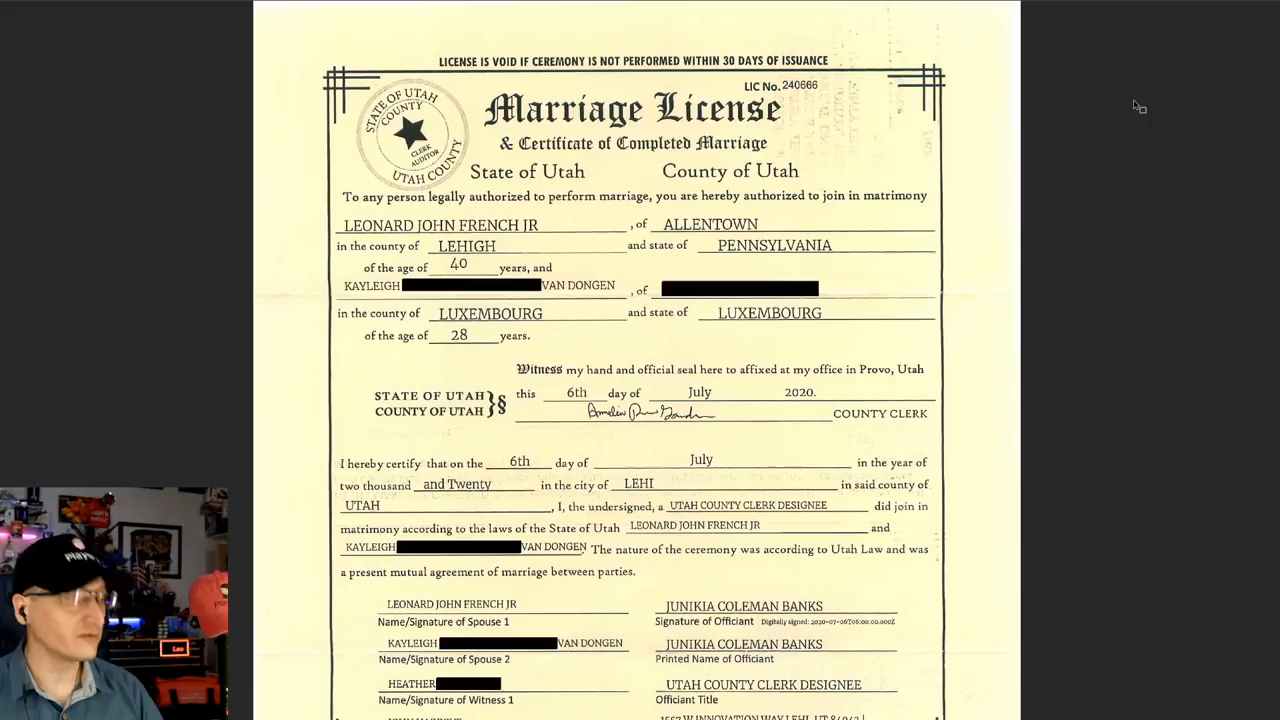 LICENSE IS VOID IF CEREMONY IS NOT PERFORMED WITHIN 30 DAYS OF ISSUANCE
LIC No. 240666
STATE OF UTAH
COUNTY
CLERK
AUDITOR
UTAH COUNTY
Marriage License
& Certificate of Completed Marriage
State of Utah County of Utah
To any person legally authorized to perform marriage, you are hereby authorized to join in matrimony
LEONARD JOHN FRENCH JR , of ALLENTOWN
in the county of LEHIGH and state of PENNSYLVANIA
of the age of 40 years, and
KAYLEIGH VAN DONGEN , of
in the county of LUXEMBOURG and state of LUXEMBOURG
of the age of 28 years.
Witness my hand and official seal here to affixed at my office in Provo, Utah
STATE OF UTAH
COUNTY OF UTAH }§
this 6th day of July 2020.
COUNTY CLERK
I hereby certify that on the 6th day of July in the year of
two thousand and Twenty in the city of LEHI in said county of
UTAH , I, the undersigned, a UTAH COUNTY CLERK DESIGNEE did join in
matrimony according to the laws of the State of Utah LEONARD JOHN FRENCH JR and
KAYLEIGH VAN DONGEN. The nature of the ceremony was according to Utah Law and was
a present mutual agreement of marriage between parties.
LEONARD JOHN FRENCH JR JUNIKIA COLEMAN BANKS
Name/Signature of Spouse 1 Signature of Officiant Digitally signed: 2020-07-06T06:00:00.000Z
KAYLEIGH VAN DONGEN JUNIKIA COLEMAN BANKS
Name/Signature of Spouse 2 Printed Name of Officiant
HEATHER UTAH COUNTY CLERK DESIGNEE
Name/Signature of Witness 1 Officiant Title